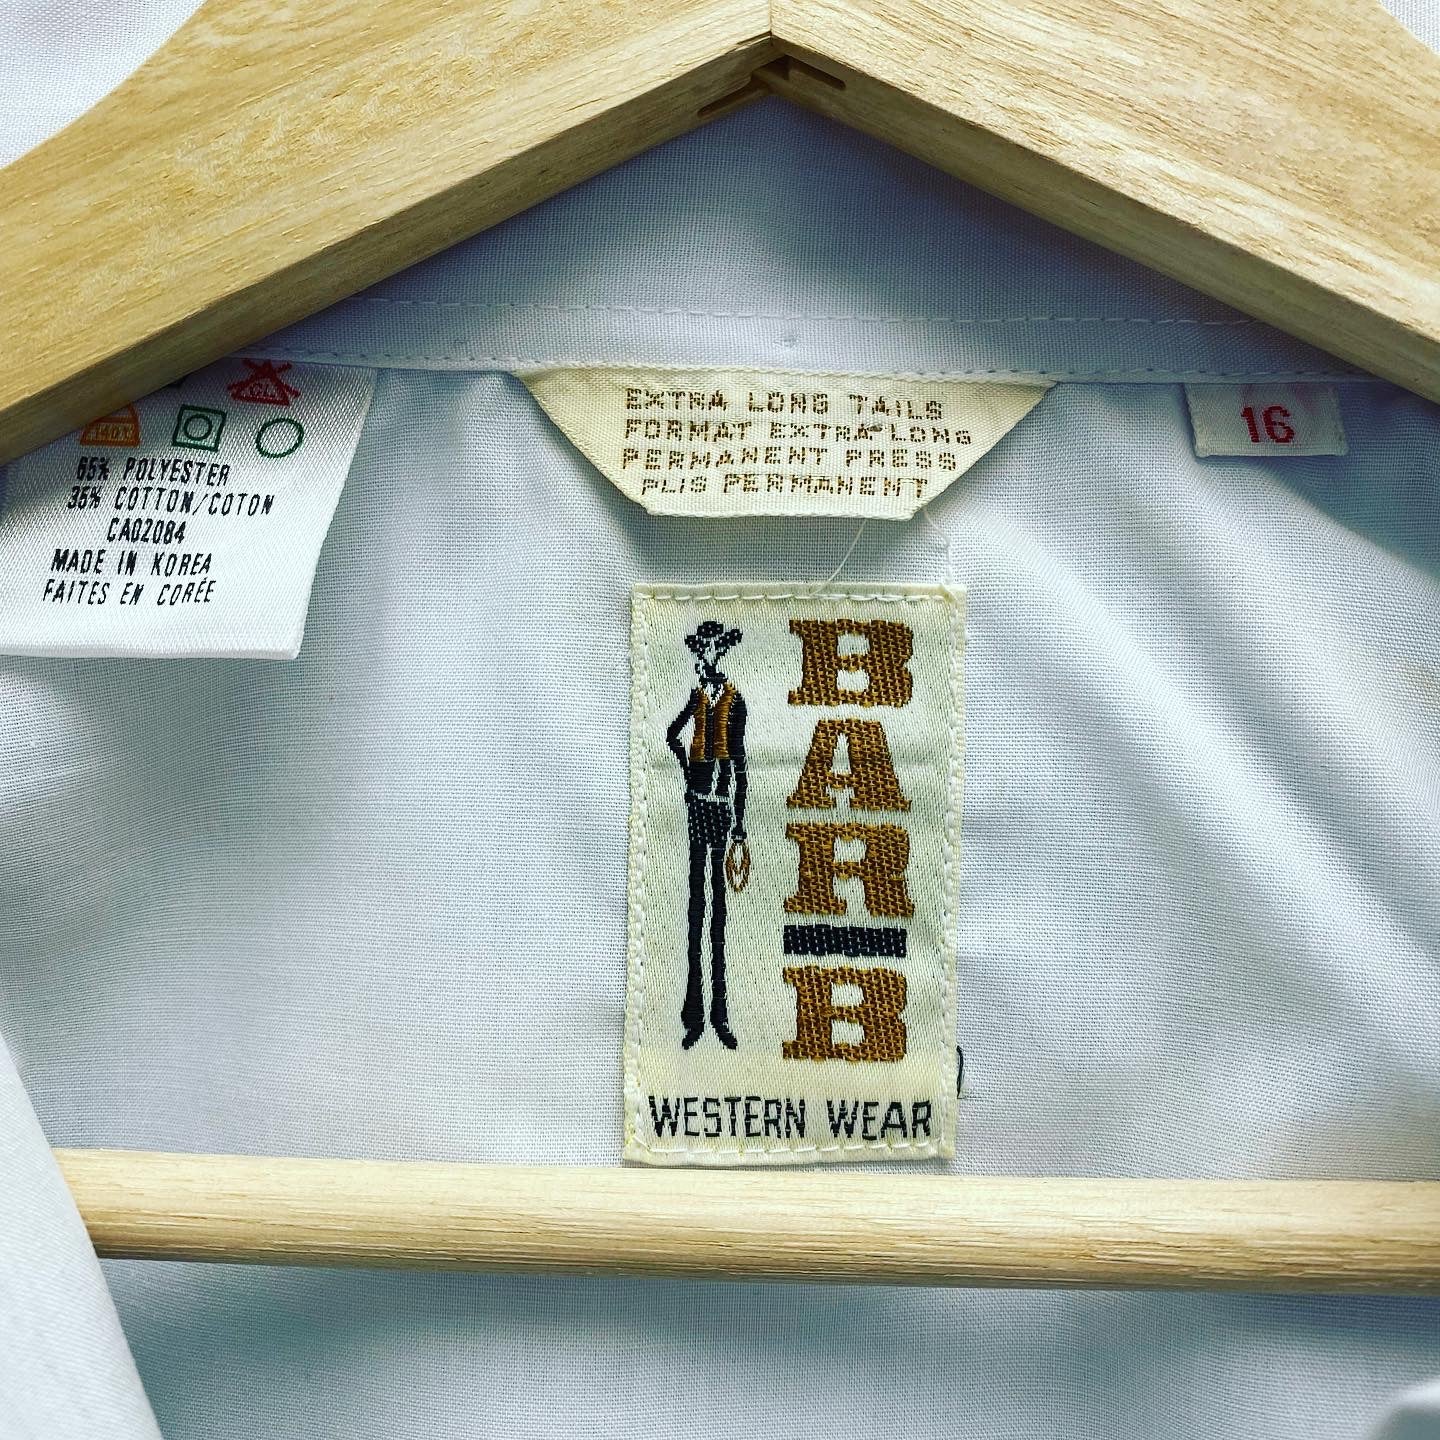 65% POLYESTER
35% COTTON/COTON
CA02084
MADE IN KOREA
FAITES EN CORÉE
EXTRA LONG TAILS
FORMAT EXTRA-LONG
PERMANENT PRESS
PLIS PERMANENT
16
BAR-B
WESTERN WEAR